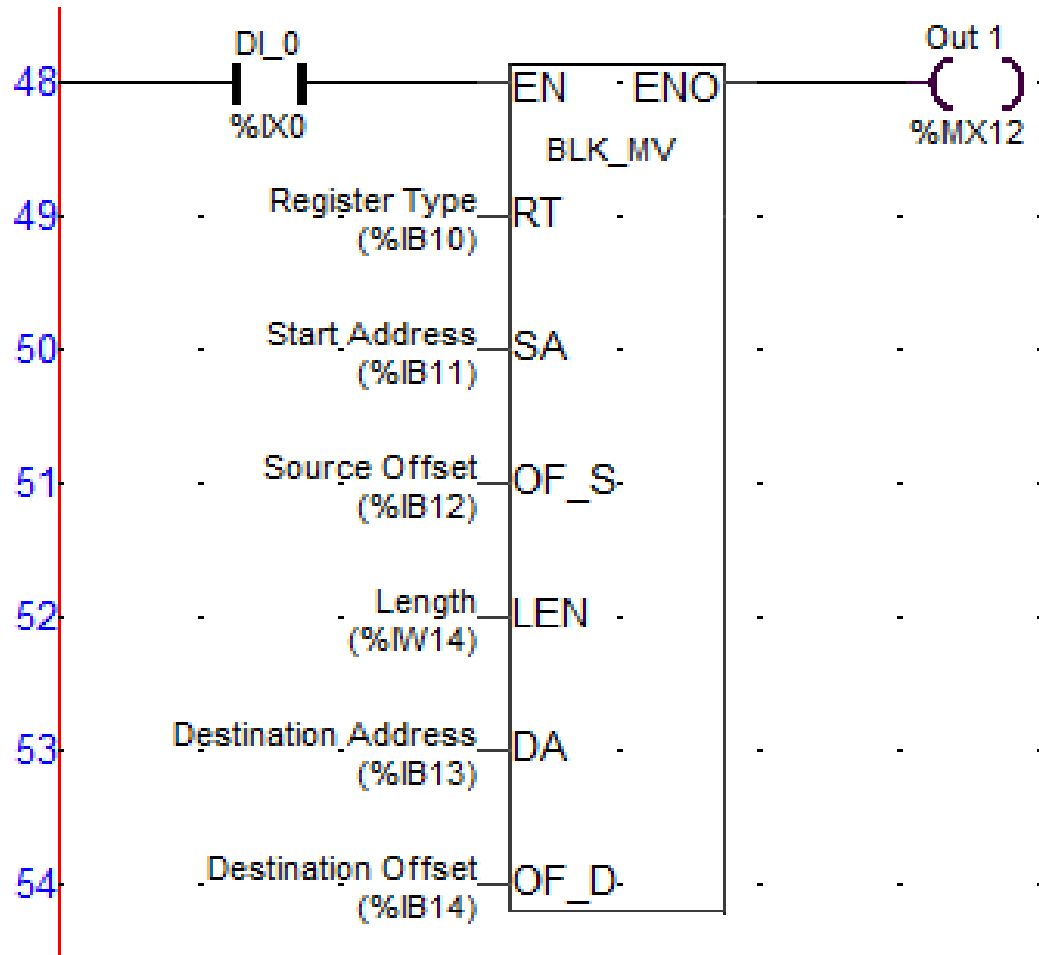 DI_0
Out 1
48
EN ENO
%IX0
%MX12
BLK_MV
49
Register Type
RT
(%IB10)
50
Start Address
SA
(%IB11)
51
Source Offset
OF_S
(%IB12)
52
Length
LEN
(%IW14)
53
Destination Address
DA
(%IB13)
54
Destination Offset
OF_D
(%IB14)